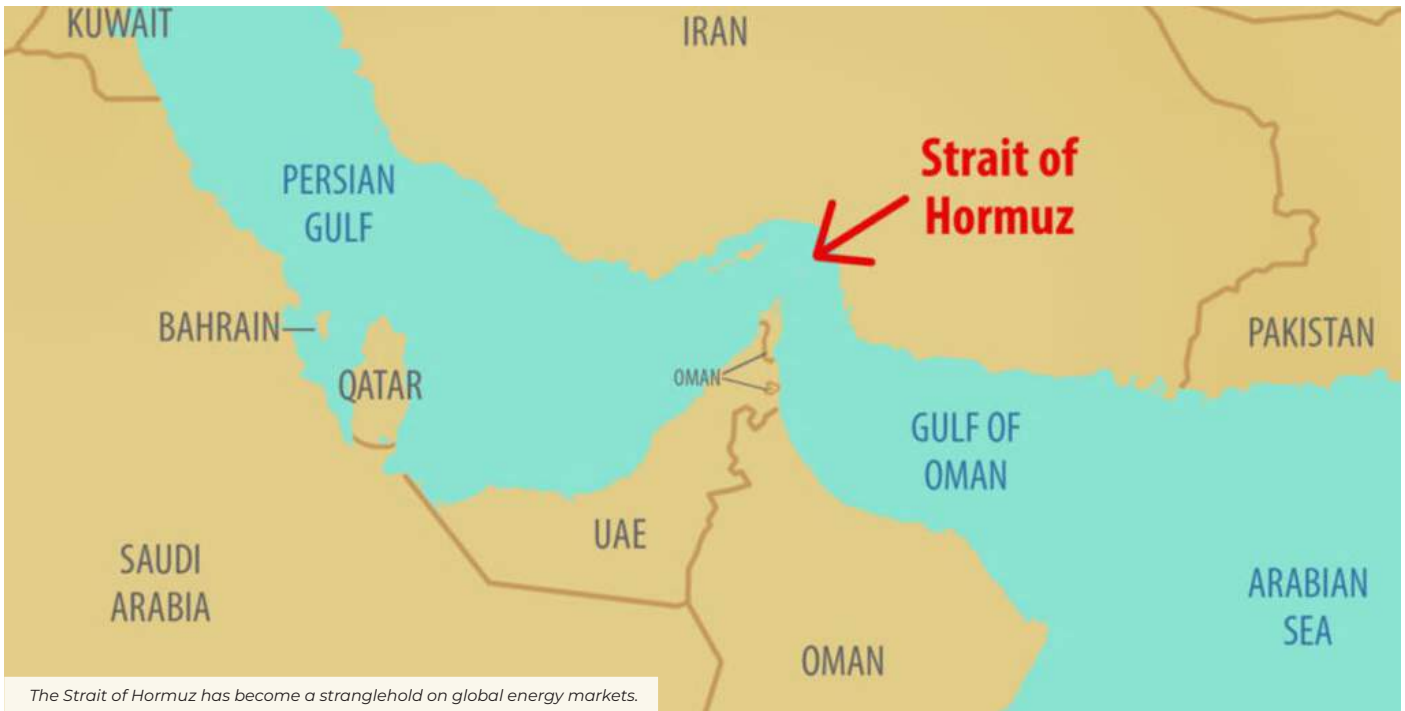 KUWAIT
IRAN
Strait of
Hormuz
PERSIAN
GULF
BAHRAIN
QATAR
OMAN
PAKISTAN
GULF OF
OMAN
UAE
SAUDI
ARABIA
ARABIAN
SEA
OMAN
The Strait of Hormuz has become a stranglehold on global energy markets.